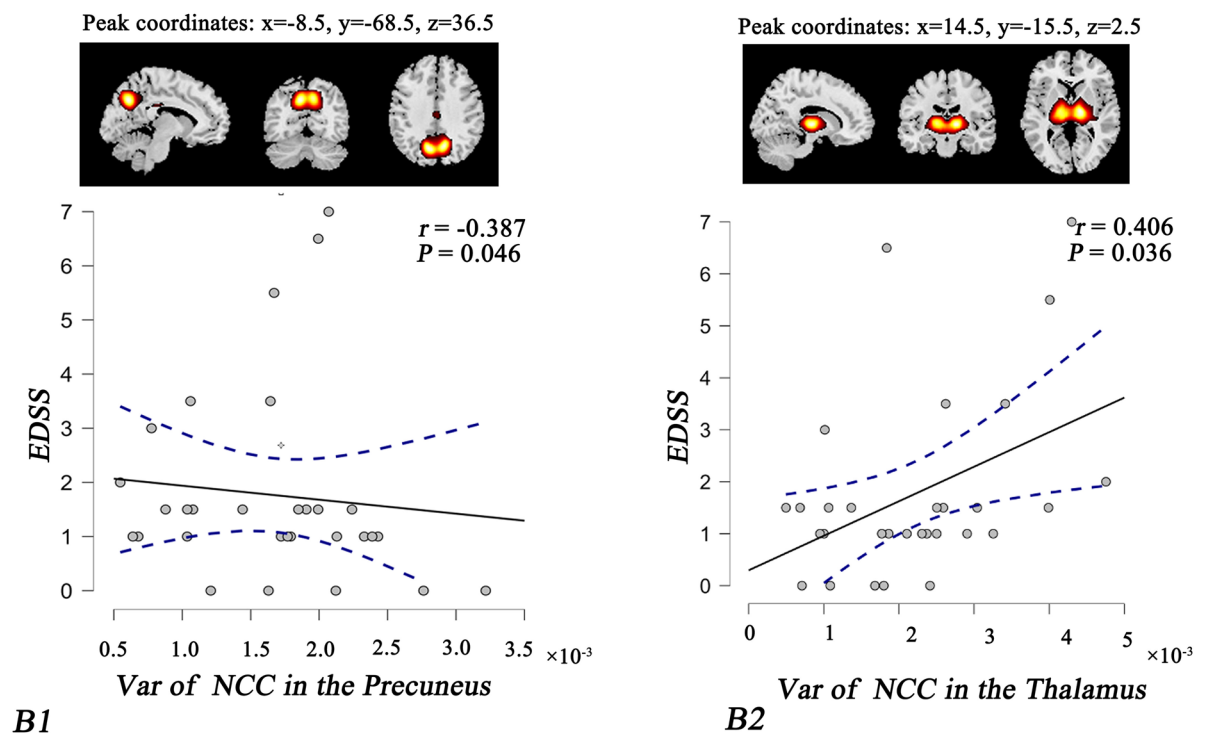 Peak coordinates: x=-8.5, y=-68.5, z=36.5
r = -0.387
P = 0.046
7
6
5
4
3
2
1
0
EDSS
0.5 1.0 1.5 2.0 2.5 3.0 3.5 ×10⁻³
Var of NCC in the Precuneus
B1
Peak coordinates: x=14.5, y=-15.5, z=2.5
r = 0.406
P = 0.036
7
6
5
4
3
2
1
0
EDSS
0 1 2 3 4 5
×10⁻³
Var of NCC in the Thalamus
B2